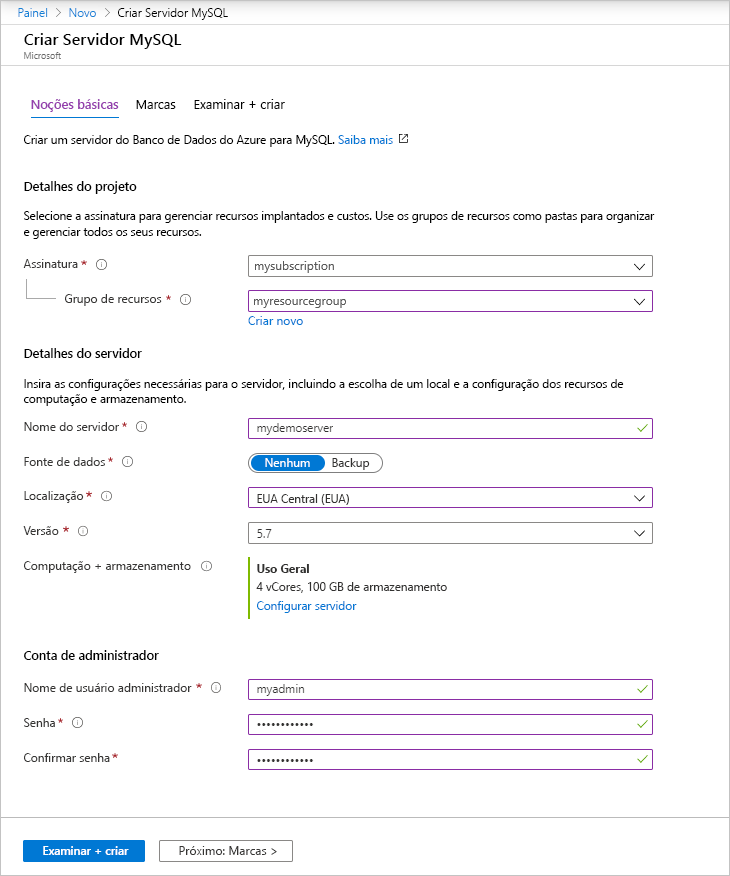 Painel > Novo > Criar Servidor MySQL
Criar Servidor MySQL
Microsoft
Noções básicas Marcas Examinar + criar
Criar um servidor do Banco de Dados do Azure para MySQL. Saiba mais
Detalhes do projeto
Selecione a assinatura para gerenciar recursos implantados e custos. Use os grupos de recursos como pastas para organizar
e gerenciar todos os seus recursos.
Assinatura * mysubscription
Grupo de recursos * myresourcegroup
Criar novo
Detalhes do servidor
Insira as configurações necessárias para o servidor, incluindo a escolha de um local e a configuração dos recursos de
computação e armazenamento.
Nome do servidor * mydemoserver
Fonte de dados * Nenhum Backup
Localização * EUA Central (EUA)
Versão * 5.7
Computação + armazenamento Uso Geral
4 vCores, 100 GB de armazenamento
Configurar servidor
Conta de administrador
Nome de usuário administrador * myadmin
Senha * ••••••••••••
Confirmar senha * ••••••••••••
Examinar + criar Próximo: Marcas >